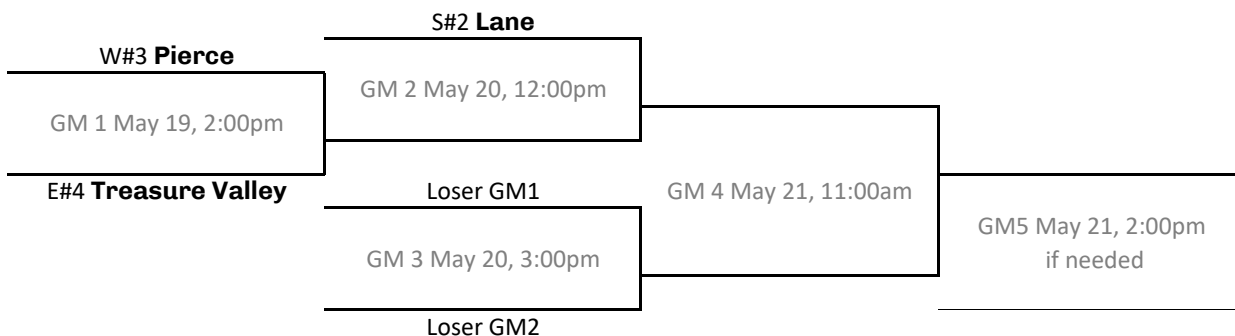 S#2 Lane
W#3 Pierce
GM 2 May 20, 12:00pm
GM 1 May 19, 2:00pm
E#4 Treasure Valley
Loser GM1
GM 4 May 21, 11:00am
GM5 May 21, 2:00pm
if needed
GM 3 May 20, 3:00pm
Loser GM2